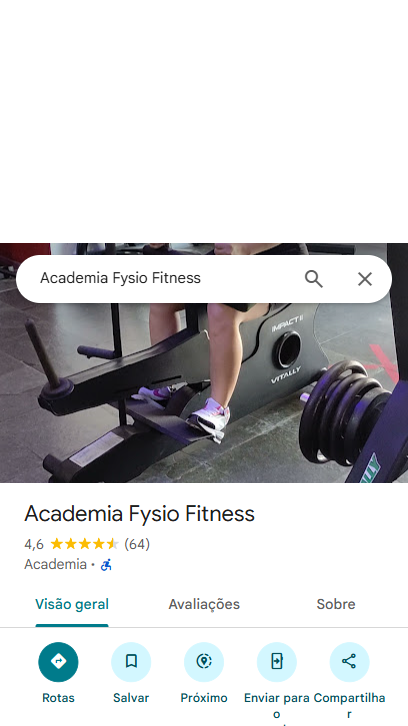 Academia Fysio Fitness
IMPACT II
VITALLY
Academia Fysio Fitness
4,6 (64)
Academia ·
Visão geral Avaliações Sobre
Rotas Salvar Próximo Enviar para o Compartilhar